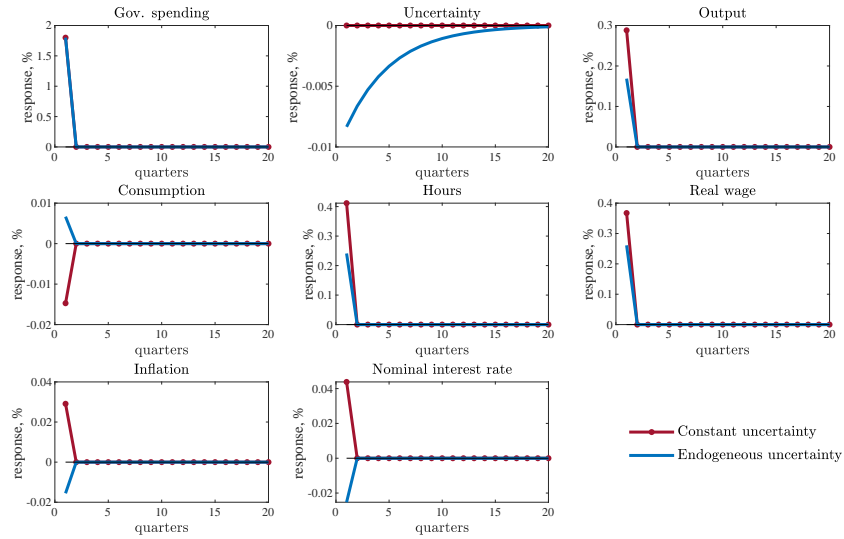 Gov. spending
response, %
2
1.5
1
0.5
0
0
5
10
15
20
quarters
Uncertainty
response, %
0
-0.005
-0.01
0
5
10
15
20
quarters
Output
response, %
0.3
0.2
0.1
0
0
5
10
15
20
quarters
Consumption
response, %
0.01
0
-0.01
-0.02
0
5
10
15
20
quarters
Hours
response, %
0.4
0.3
0.2
0.1
0
0
5
10
15
20
quarters
Real wage
response, %
0.4
0.3
0.2
0.1
0
0
5
10
15
20
quarters
Inflation
response, %
0.04
0.02
0
-0.02
0
5
10
15
20
quarters
Nominal interest rate
response, %
0.04
0.02
0
-0.02
0
5
10
15
20
quarters
Constant uncertainty
Endogeneous uncertainty